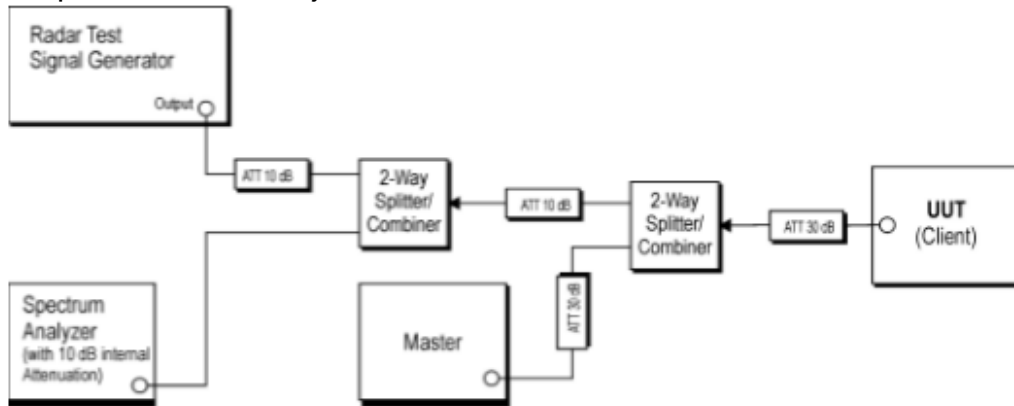 Radar Test
Signal Generator
Output
ATT 10 dB
2-Way
Splitter/
Combiner
ATT 10 dB
2-Way
Splitter/
Combiner
ATT 30 dB
UUT
(Client)
Spectrum
Analyzer
(with 10 dB internal
Attenuation)
Master
ATT 30 dB